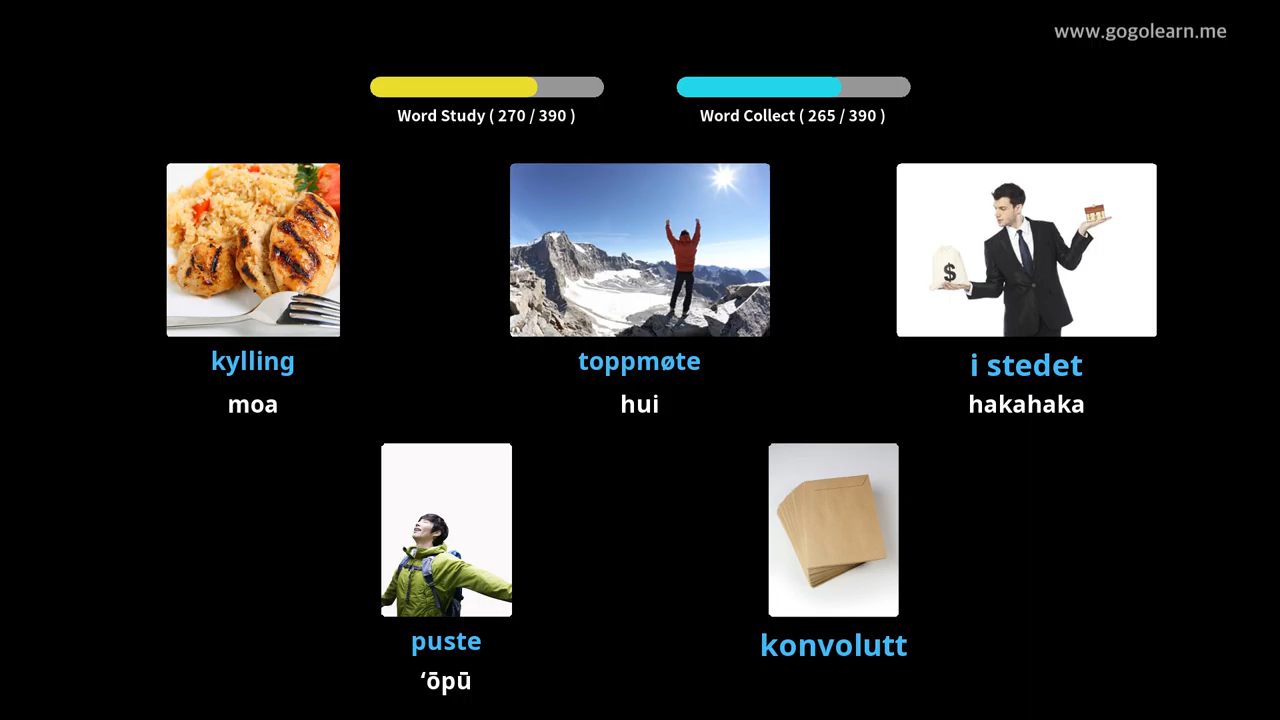 www.gogolearn.me
Word Study ( 270 / 390 )
Word Collect ( 265 / 390 )
kylling
toppmøte
i stedet
moa
hui
hakahaka
$
puste
konvolutt
ʻōpū